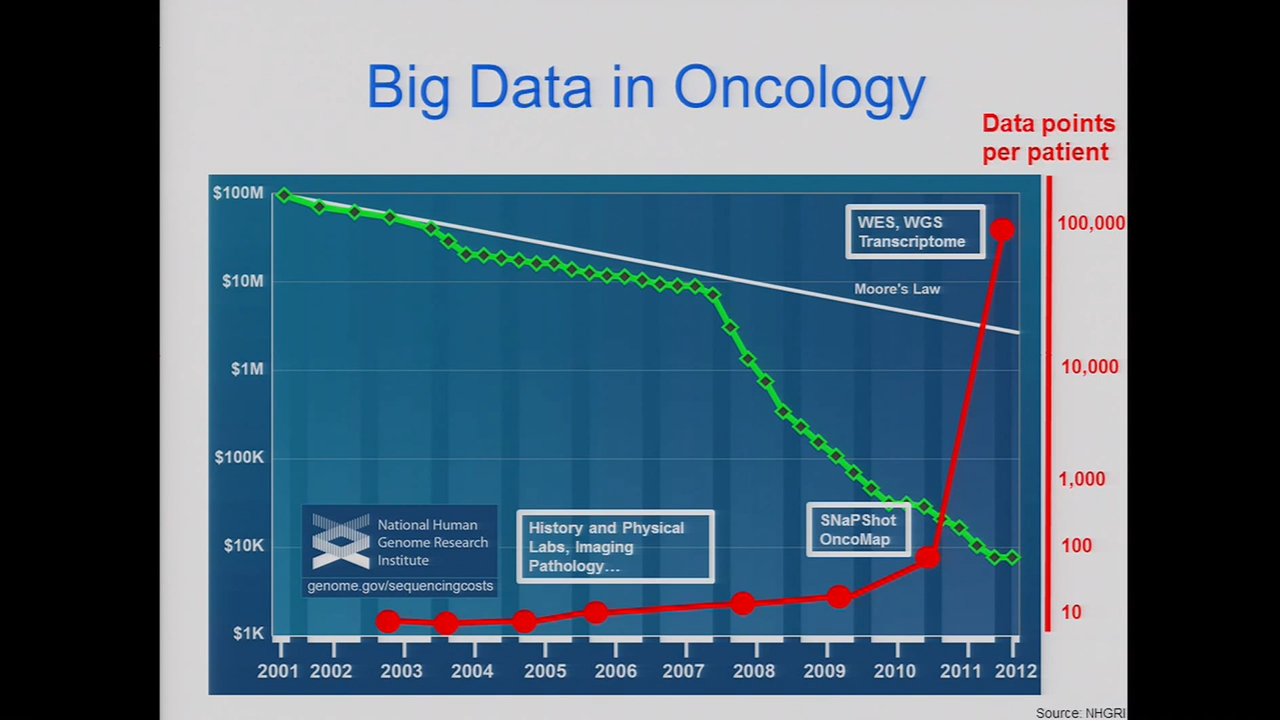 Big Data in Oncology
Data points
per patient
$100M
$10M
$1M
$100K
$10K
$1K
WES, WGS
Transcriptome
Moore's Law
100,000
10,000
1,000
100
10
National Human
Genome Research
Institute
genome.gov/sequencingcosts
History and Physical
Labs, Imaging
Pathology...
SNaPShot
OncoMap
2001 2002 2003 2004 2005 2006 2007 2008 2009 2010 2011 2012
Source: NHGRI